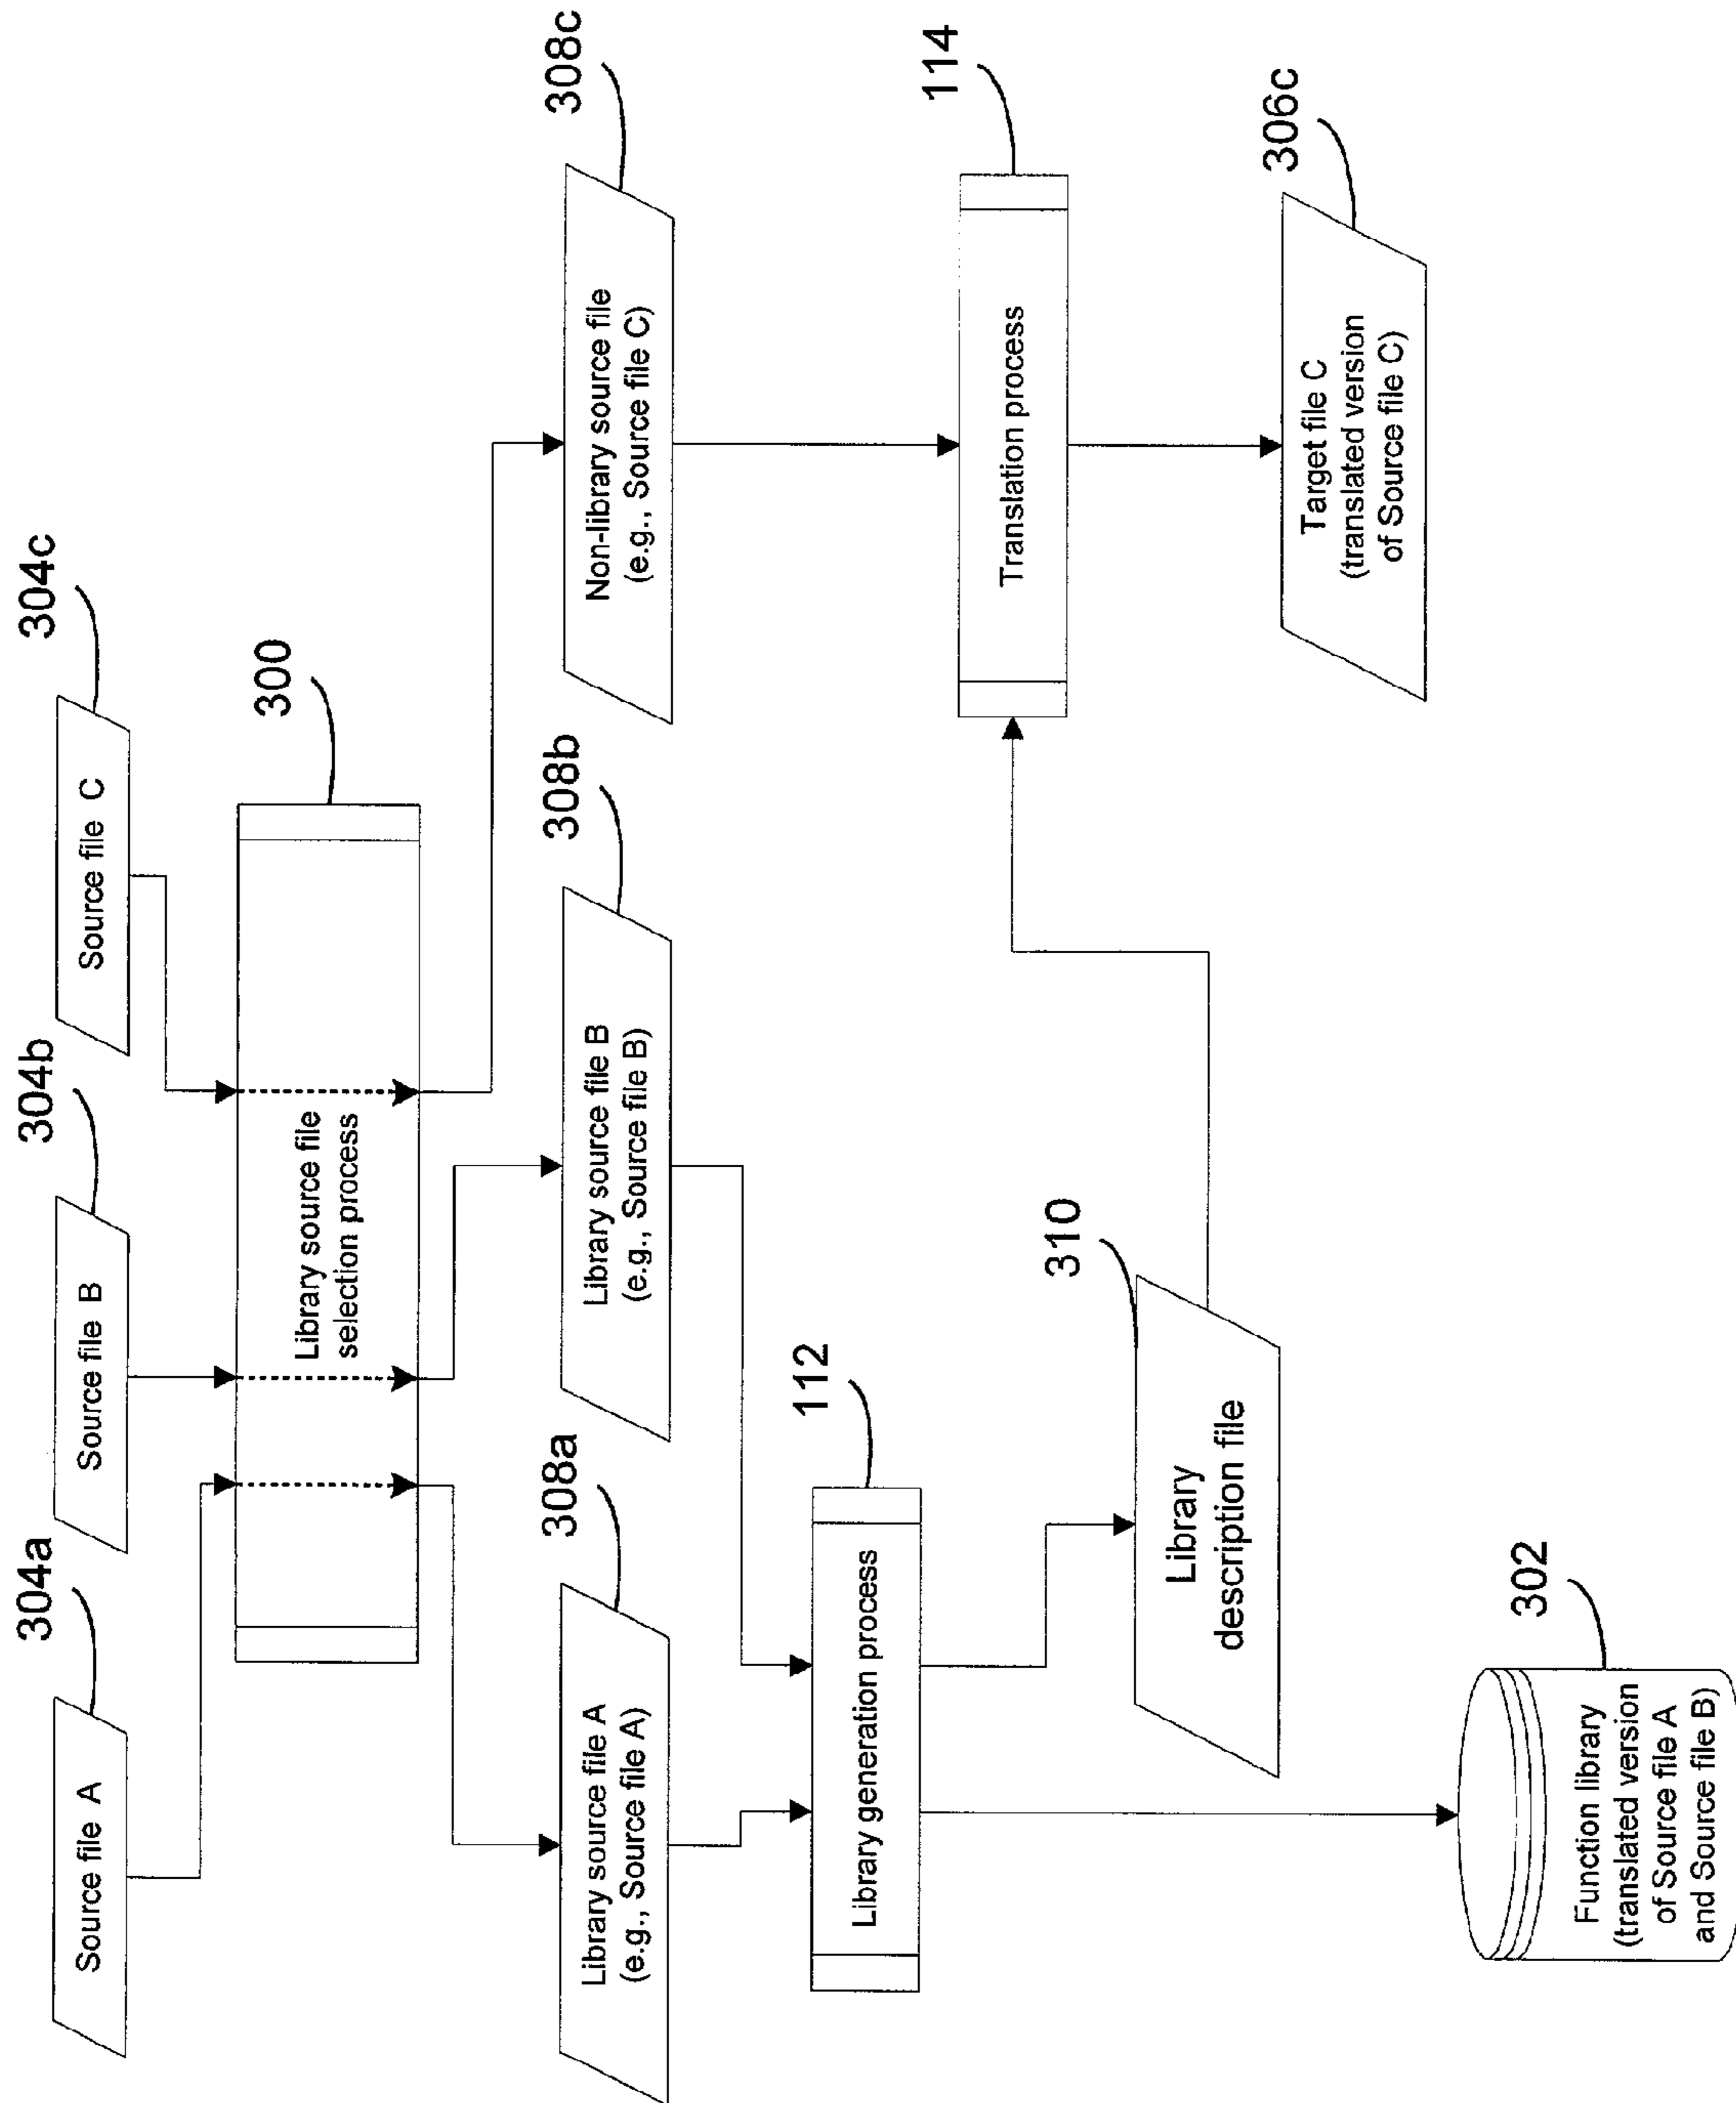 304a
304b
304c
Source file A
Source file B
Source file C
300
Library source file
selection process
308a
308b
308c
Library source file A
(e.g., Source file A)
Library source file B
(e.g., Source file B)
Non-library source file
(e.g., Source file C)
112
Library generation process
114
Translation process
310
Library
description file
306c
Target file C
(translated version
of Source file C)
302
Function library
(translated version
of Source file A
and Source file B)